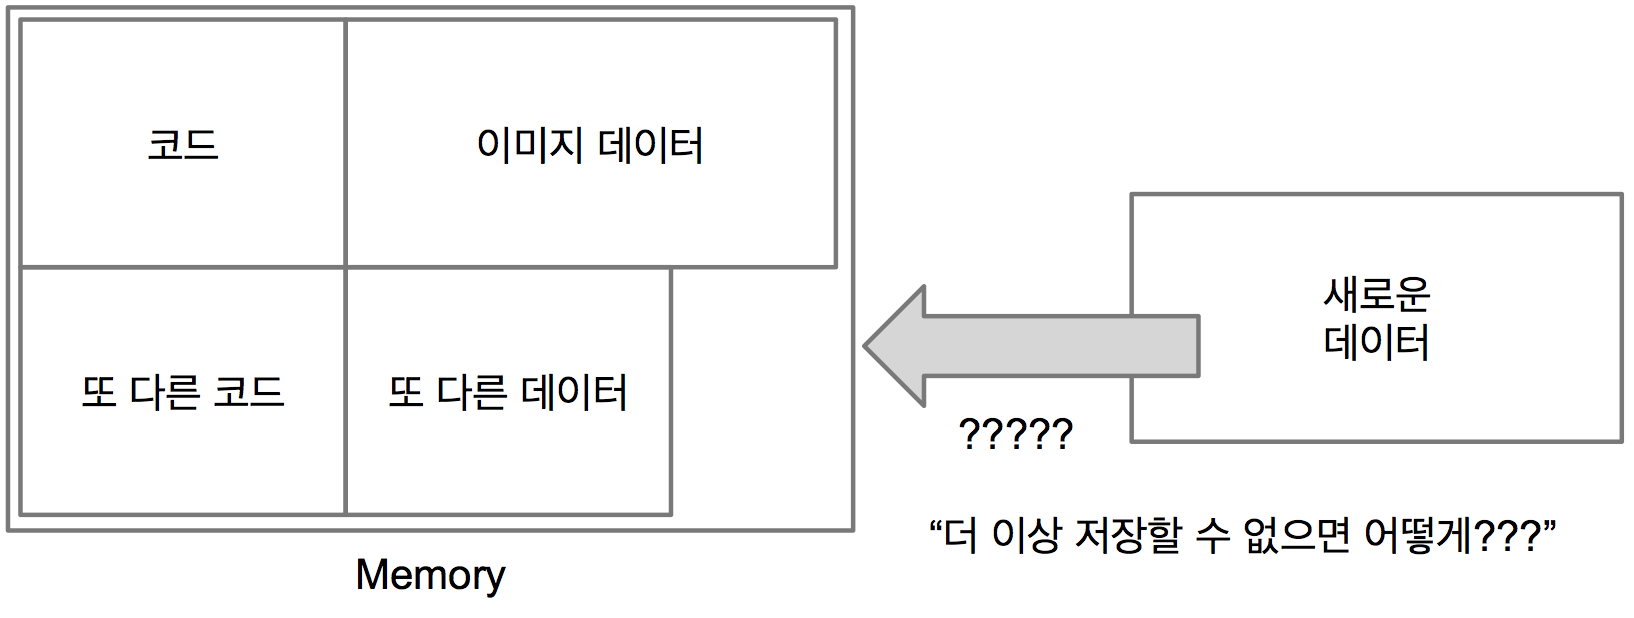 코드
이미지 데이터
또 다른 코드
또 다른 데이터
새로운
데이터
?????
“더 이상 저장할 수 없으면 어떻게???”
Memory